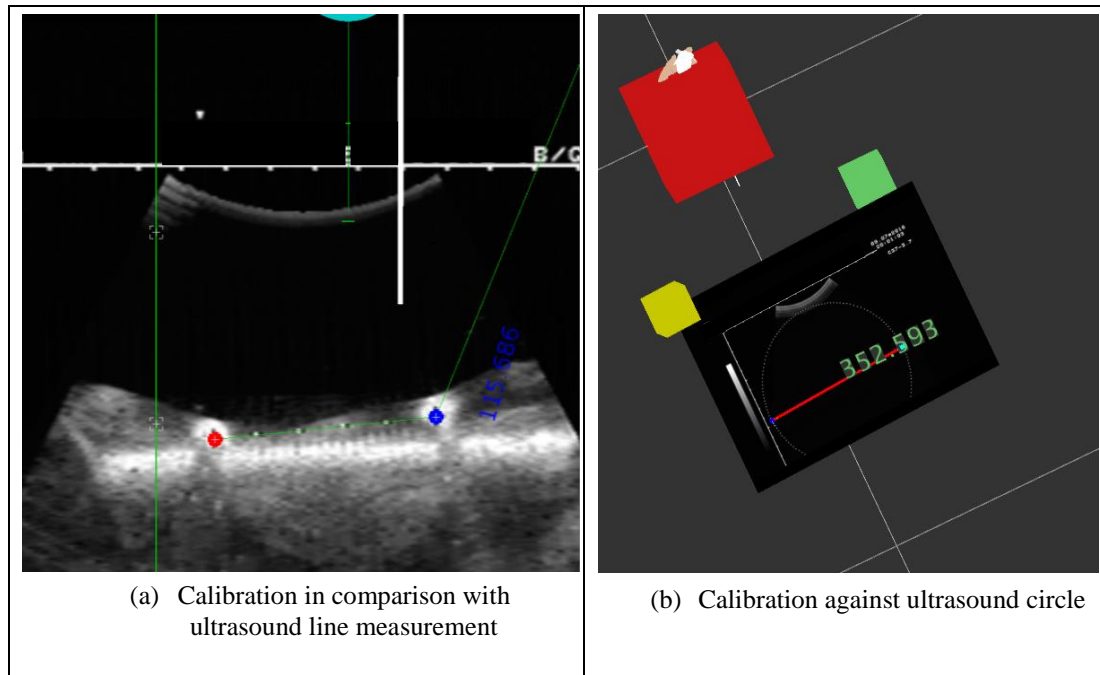 115.686
352.593
(a) Calibration in comparison with
ultrasound line measurement
(b) Calibration against ultrasound circle